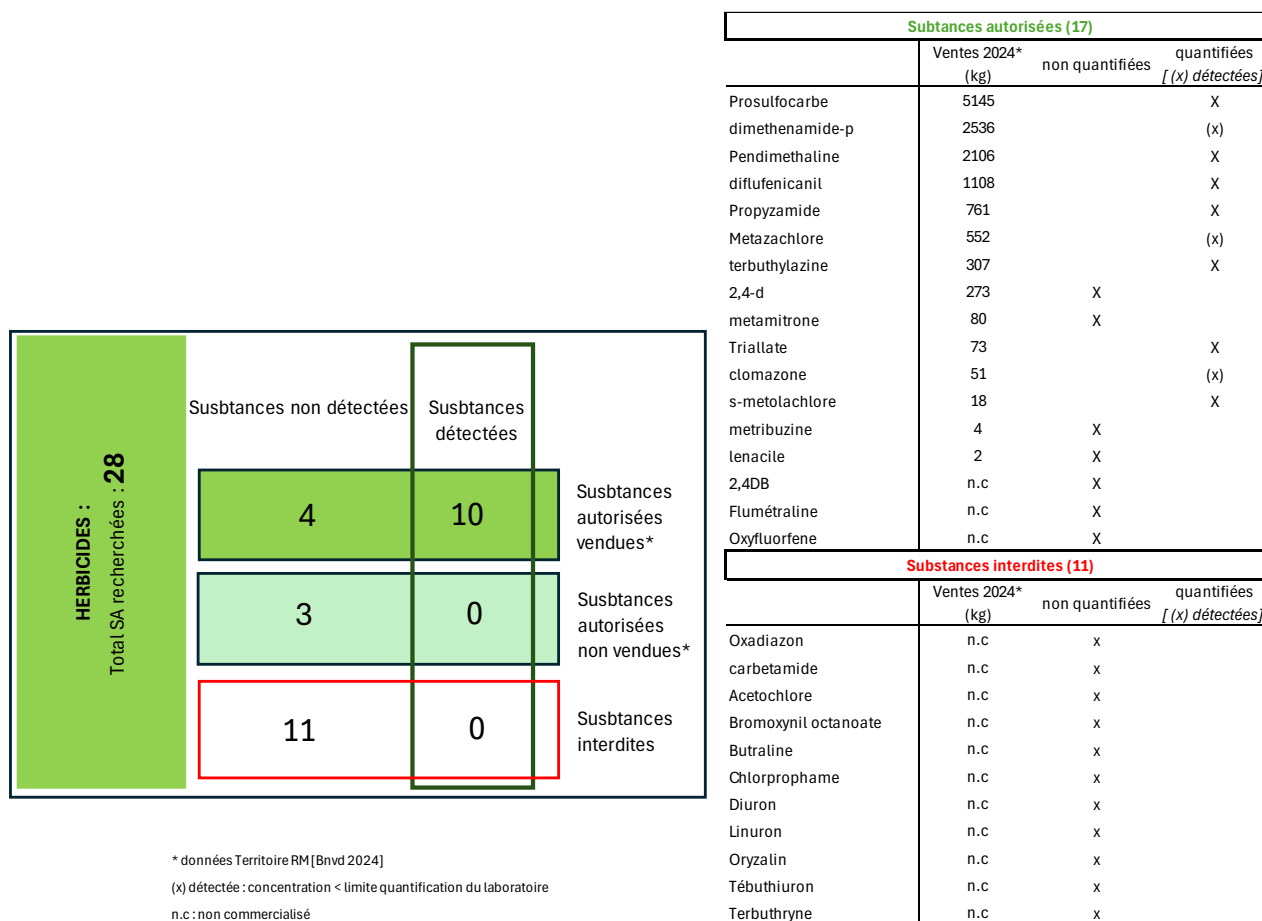 HERBICIDES :
Total SA recherchées : 28
Susbtances non détectées
Susbtances
détectées
4
10
Susbtances
autorisées
vendues*
3
0
Susbtances
autorisées
non vendues*
11
0
Susbtances
interdites
* données Territoire RM [Bnvd 2024]
(x) détectée : concentration < limite quantification du laboratoire
n.c : non commercialisé
Subtances autorisées (17)
Ventes 2024*
(kg)
non quantifiées
quantifiées
[ (x) détectées]
Prosulfocarbe 5145 X
dimethenamide-p 2536 (x)
Pendimethaline 2106 X
diflufenicanil 1108 X
Propyzamide 761 X
Metazachlore 552 (x)
terbuthylazine 307 X
2,4-d 273 X
metamitrone 80 X
Triallate 73 X
clomazone 51 (x)
s-metolachlore 18 X
metribuzine 4 X
lenacile 2 X
2,4DB n.c X
Flumétraline n.c X
Oxyfluorfene n.c X
Substances interdites (11)
Ventes 2024*
(kg)
non quantifiées
quantifiées
[ (x) détectées]
Oxadiazon n.c x
carbetamide n.c x
Acetochlore n.c x
Bromoxynil octanoate n.c x
Butraline n.c x
Chlorprophame n.c x
Diuron n.c x
Linuron n.c x
Oryzalin n.c x
Tébuthiuron n.c x
Terbuthryne n.c x